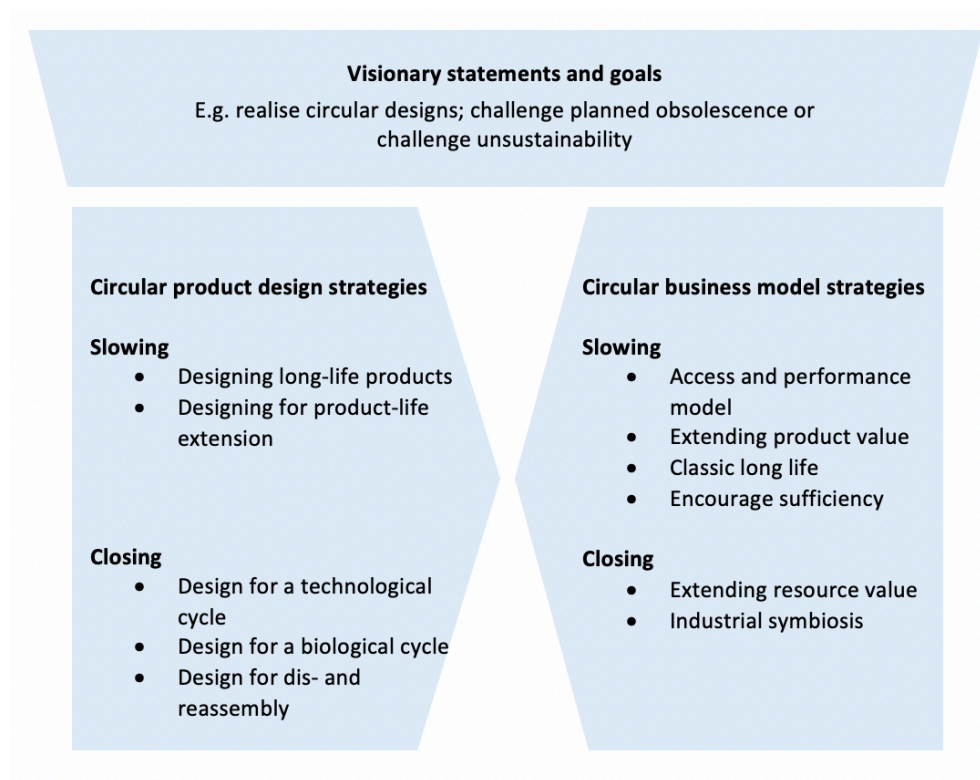 Visionary statements and goals
E.g. realise circular designs; challenge planned obsolescence or
challenge unsustainability
Circular product design strategies
Slowing
• Designing long-life products
• Designing for product-life
extension
Closing
• Design for a technological
cycle
• Design for a biological cycle
• Design for dis- and
reassembly
Circular business model strategies
Slowing
• Access and performance
model
• Extending product value
• Classic long life
• Encourage sufficiency
Closing
• Extending resource value
• Industrial symbiosis